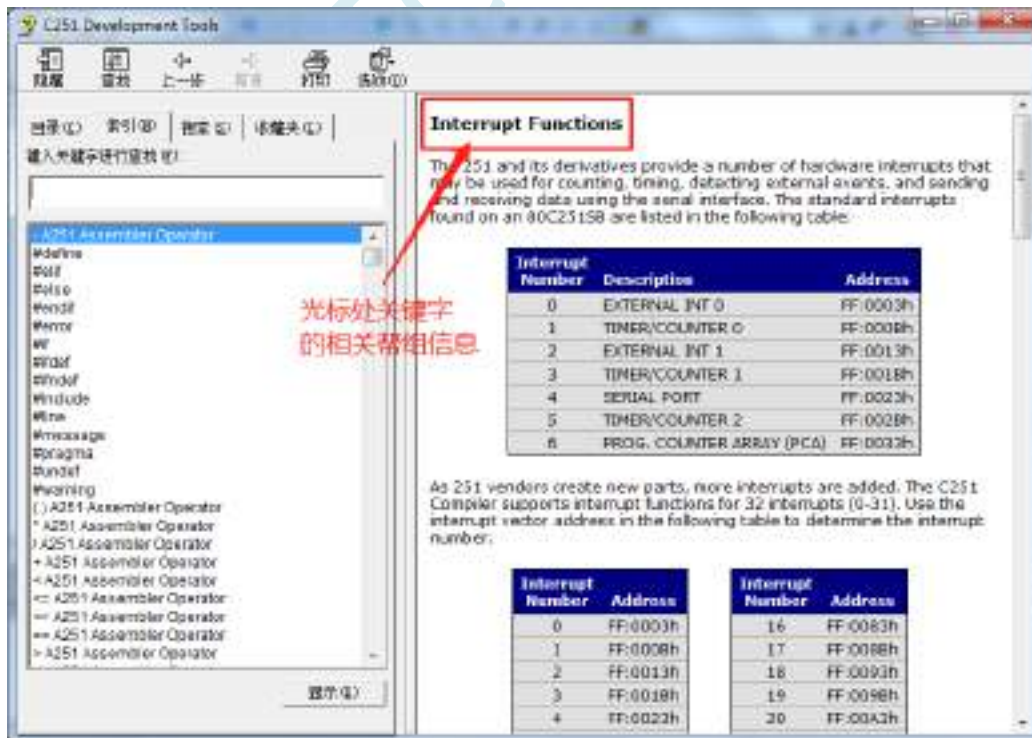 C251 Development Tools
隐藏 查找 上一步 前进 打印 选项(O)
目录(C) 索引(N) 搜索(S) 收藏夹(I)
键入关键字进行查找(W):
- A251 Assembler Operator
#define
#elif
#else
#endif
#error
#if
#ifdef
#ifndef
#include
#line
#message
#pragma
#undef
#warning
( ) A251 Assembler Operator
* A251 Assembler Operator
/ A251 Assembler Operator
+ A251 Assembler Operator
< A251 Assembler Operator
<= A251 Assembler Operator
A251 Assembler Operator
== A251 Assembler Operator
> A251 Assembler Operator
显示(D)
光标处关键字
的相关帮组信息
Interrupt Functions
The 251 and its derivatives provide a number of hardware interrupts that
may be used for counting, timing, detecting external events, and sending
and receiving data using the serial interface. The standard interrupts
found on an 80C251SB are listed in the following table:
Interrupt
Number Description Address
0 EXTERNAL INT 0 FF:0003h
1 TIMER/COUNTER 0 FF:000Bh
2 EXTERNAL INT 1 FF:0013h
3 TIMER/COUNTER 1 FF:001Bh
4 SERIAL PORT FF:0023h
5 TIMER/COUNTER 2 FF:002Bh
6 PROG. COUNTER ARRAY (PCA) FF:0033h
As 251 vendors create new parts, more interrupts are added. The C251
Compiler supports interrupt functions for 32 interrupts (0-31). Use the
interrupt vector address in the following table to determine the interrupt
number:
Interrupt Interrupt
Number Address Number Address
0 FF:0003h 16 FF:0083h
1 FF:000Bh 17 FF:008Bh
2 FF:0013h 18 FF:0093h
3 FF:001Bh 19 FF:009Bh
4 FF:0023h 20 FF:00A3h